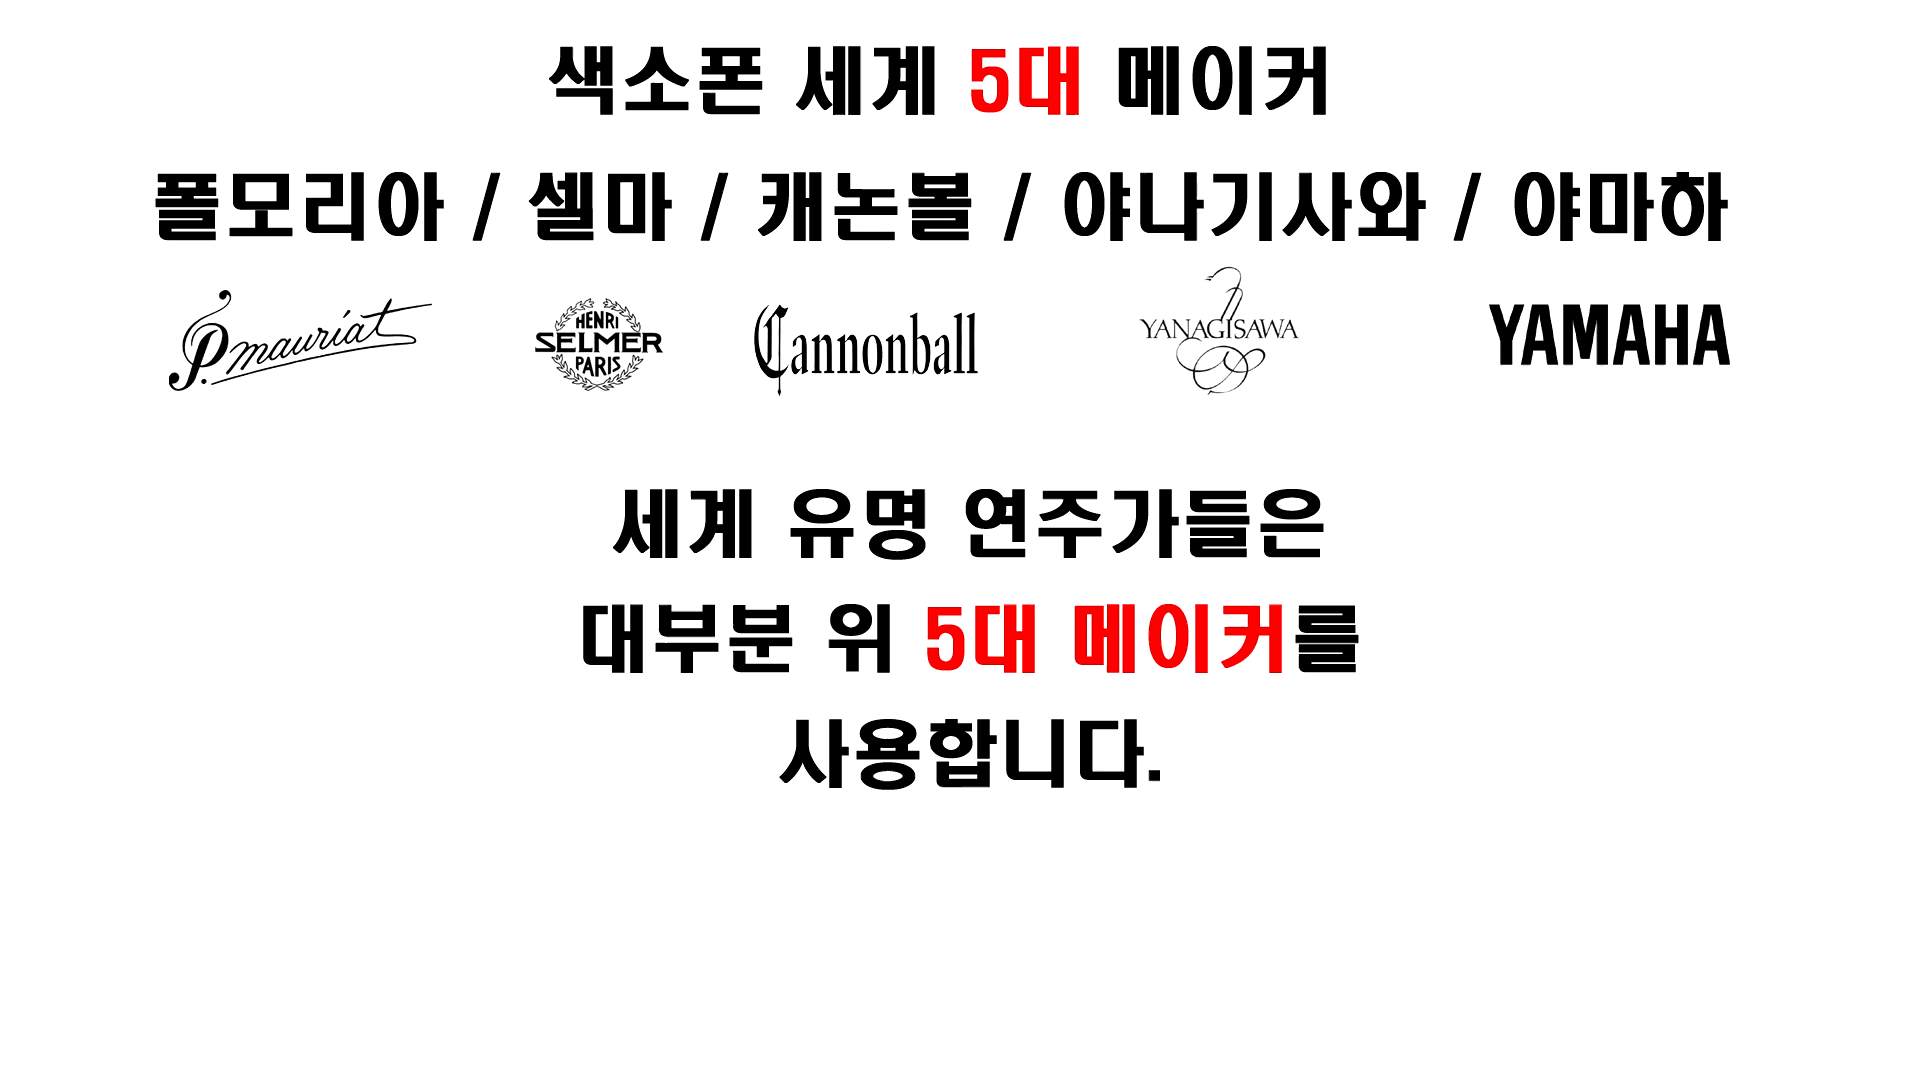 색소폰 세계 5대 메이커
폴모리아 / 셀마 / 캐논볼 / 야나기사와 / 야마하
P. mauriat
HENRI
SELMER
PARIS
Cannonball
YANAGISAWA
YAMAHA
세계 유명 연주가들은
대부분 위 5대 메이커를
사용합니다.